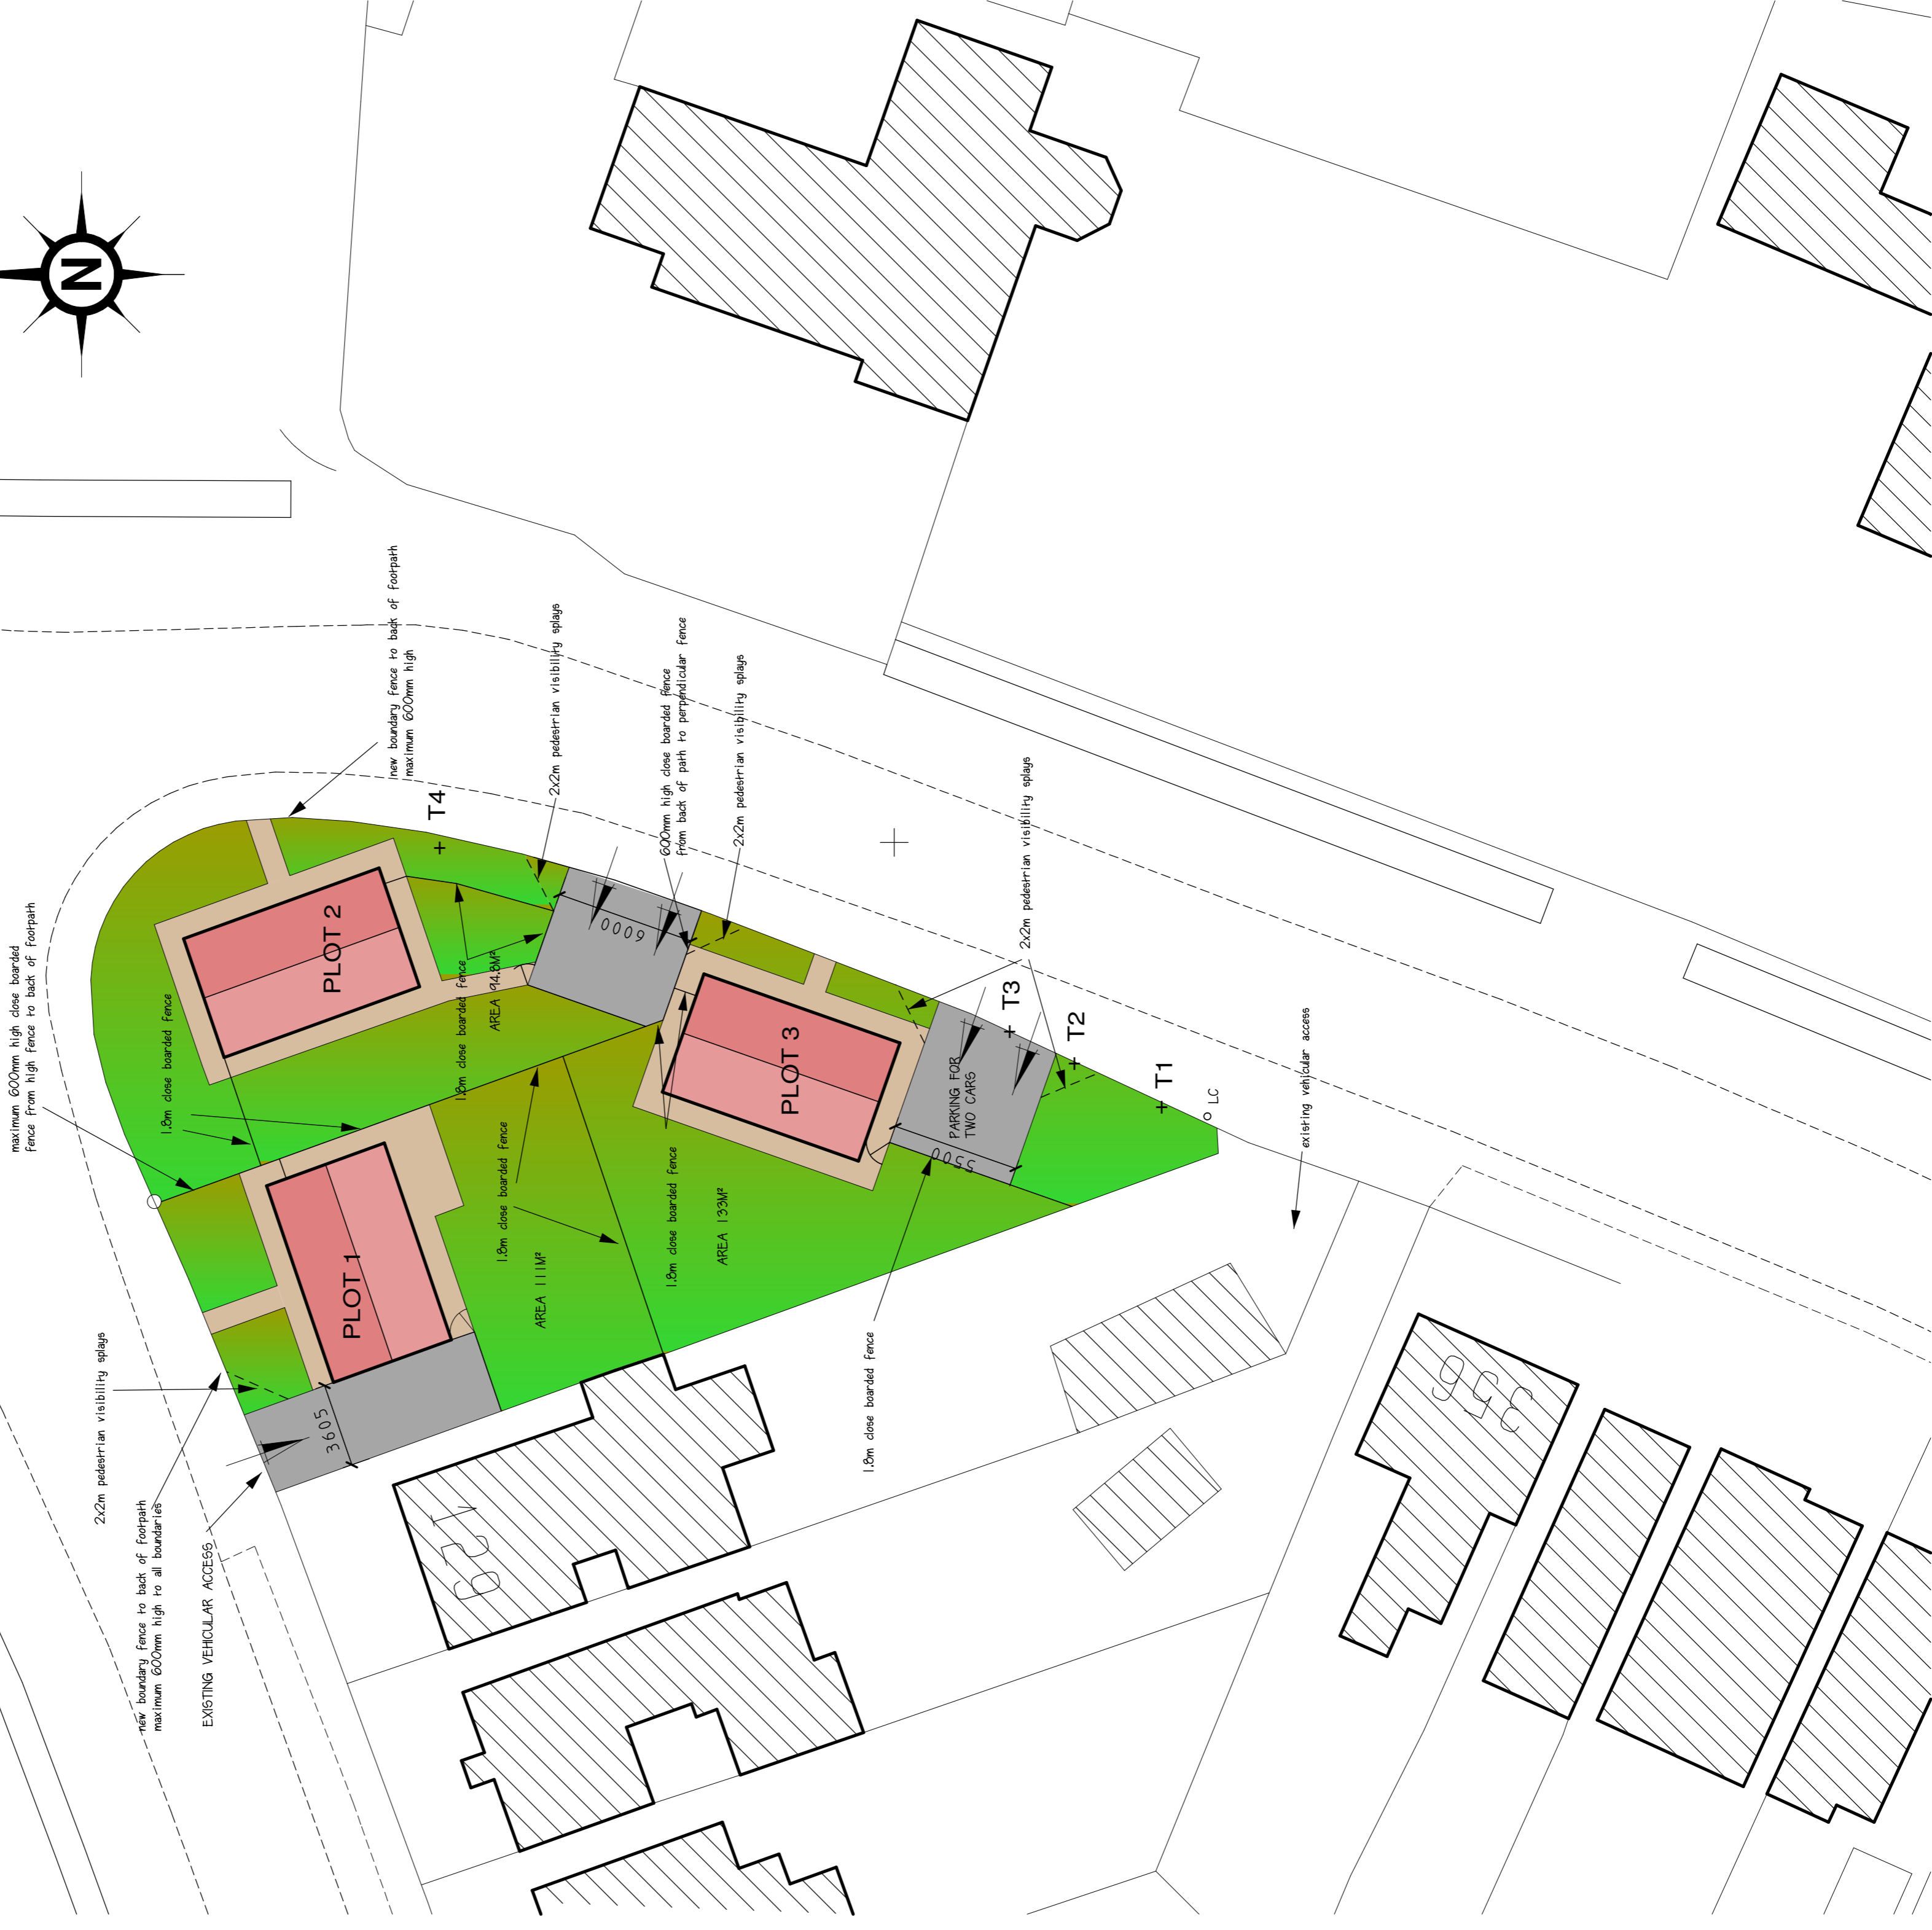 N
maximum 600mm high close boarded
fence from high fence to back of footpath
1.8m close boarded fence
new boundary fence to back of footpath
maximum 600mm high
T4
2x2m pedestrian visibility splays
600mm high close boarded fence
from back of path to perpendicular fence
2x2m pedestrian visibility splays
PLOT 2
1.8m close boarded fence
AREA 94.8M²
6000
2x2m pedestrian visibility splays
T3
T2
T1
LC
PLOT 3
PARKING FOR
TWO CARS
5500
existing vehicular access
PLOT 1
1.8m close boarded fence
AREA 111M²
1.8m close boarded fence
AREA 133M²
1.8m close boarded fence
3605
2x2m pedestrian visibility splays
new boundary fence to back of footpath
maximum 600mm high to all boundaries
EXISTING VEHICULAR ACCESS